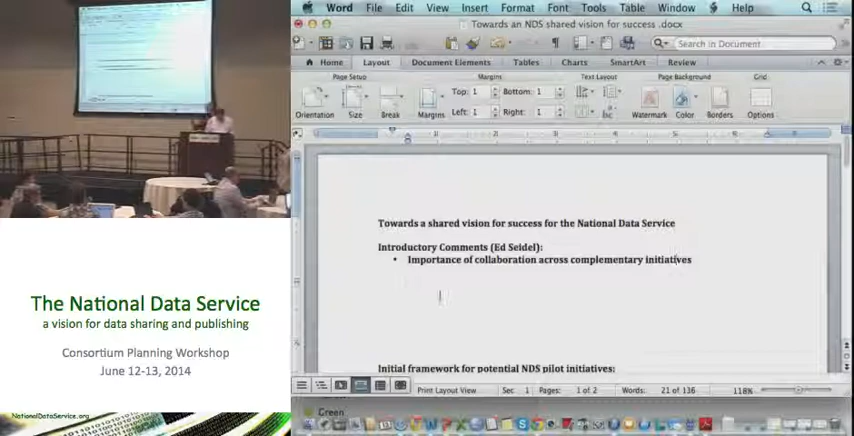 Word File Edit View Insert Format Font Tools Table Window Help
Towards an NDS shared vision for success .docx
Search in Document
Home Layout Document Elements Tables Charts SmartArt Review
Page Setup Margins Text Layout Page Background Grid
Top: 1 Bottom: 1
Left: 1 Right: 1
Orientation Size Break Margins Watermark Color Borders Options
Towards a shared vision for success for the National Data Service
Introductory Comments (Ed Seidel):
• Importance of collaboration across complementary initiatives
Initial framework for potential NDS pilot initiatives:
Print Layout View Sec 1 Pages: 1 of 2 Words: 21 of 136 118%
Green
The National Data Service
a vision for data sharing and publishing
Consortium Planning Workshop
June 12-13, 2014
NationalDataService.org